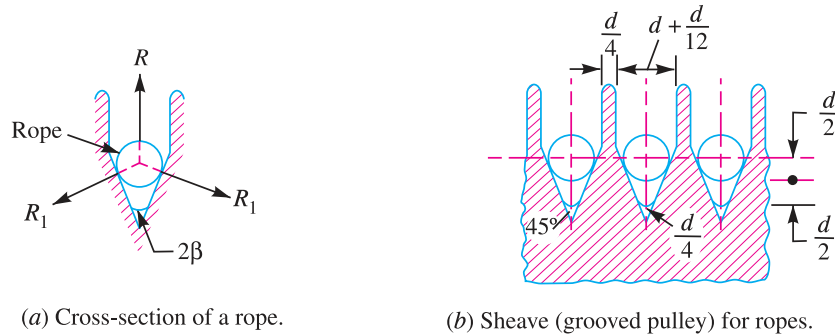 R
Rope
R₁
R₁
2β
(a) Cross-section of a rope.
d/4
d + d/12
d/2
45°
d/4
d/2
(b) Sheave (grooved pulley) for ropes.